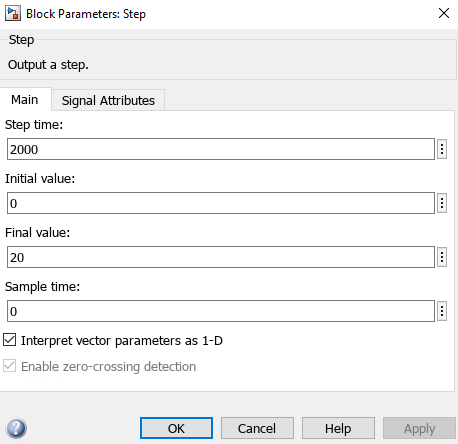 Block Parameters: Step
Step
Output a step.
Main Signal Attributes
Step time:
2000
Initial value:
0
Final value:
20
Sample time:
0
Interpret vector parameters as 1-D
Enable zero-crossing detection
? OK Cancel Help Apply